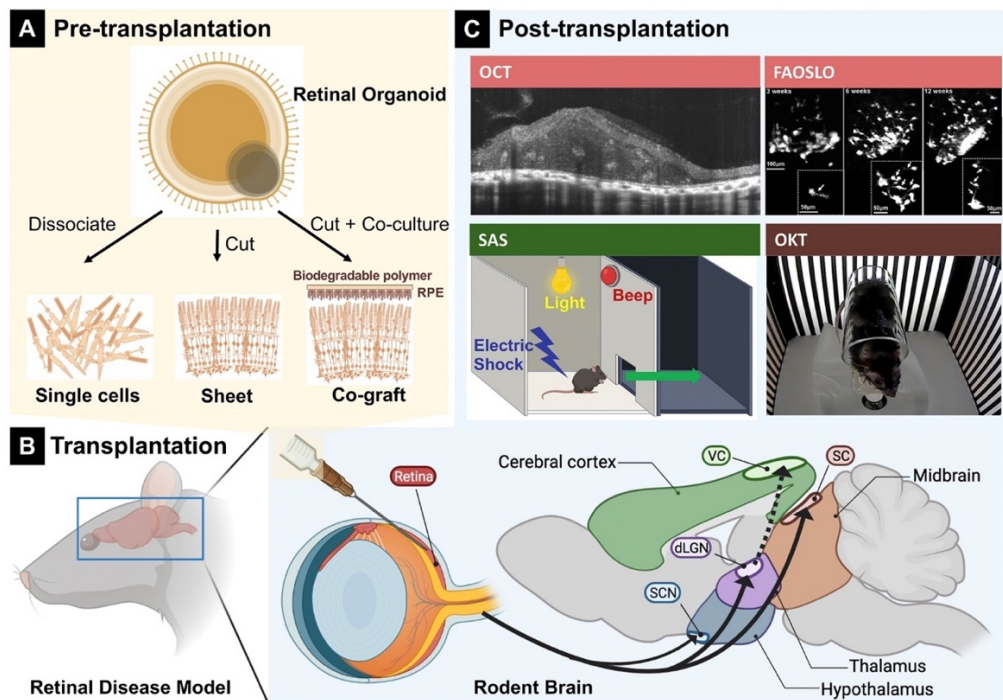 A Pre-transplantation
Retinal Organoid
Dissociate
Cut
Cut + Co-culture
Biodegradable polymer
RPE
Single cells
Sheet
Co-graft
C Post-transplantation
OCT
FAOSLO
3 weeks
6 weeks
12 weeks
100µm
50µm
50µm
50µm
SAS
Light
Beep
Electric
Shock
OKT
B Transplantation
Retinal Disease Model
Retina
Cerebral cortex
VC
SC
Midbrain
dLGN
SCN
Thalamus
Hypothalamus
Rodent Brain